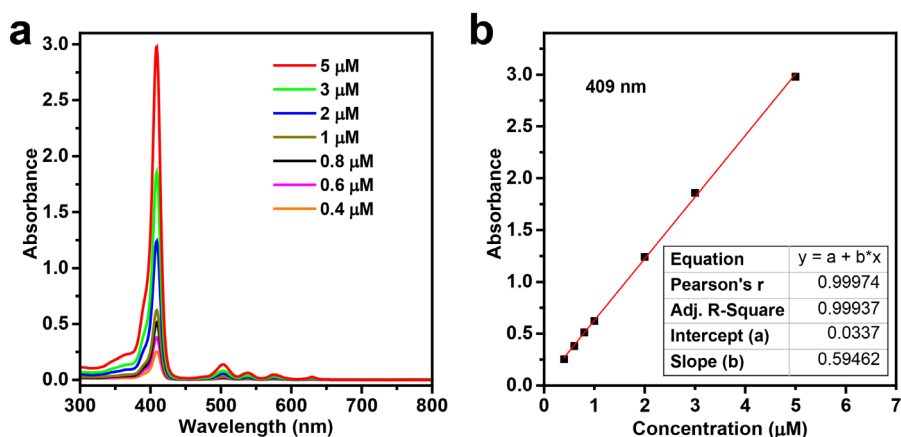 a
3.0
2.5
2.0
1.5
1.0
0.5
0.0
Absorbance
300 400 500 600 700 800
Wavelength (nm)
5 μM
3 μM
2 μM
1 μM
0.8 μM
0.6 μM
0.4 μM
b
3.0
2.5
2.0
1.5
1.0
0.5
0.0
Absorbance
409 nm
Equation y = a + b*x
Pearson's r 0.99974
Adj. R-Square 0.99937
Intercept (a) 0.0337
Slope (b) 0.59462
0 1 2 3 4 5 6 7
Concentration (μM)